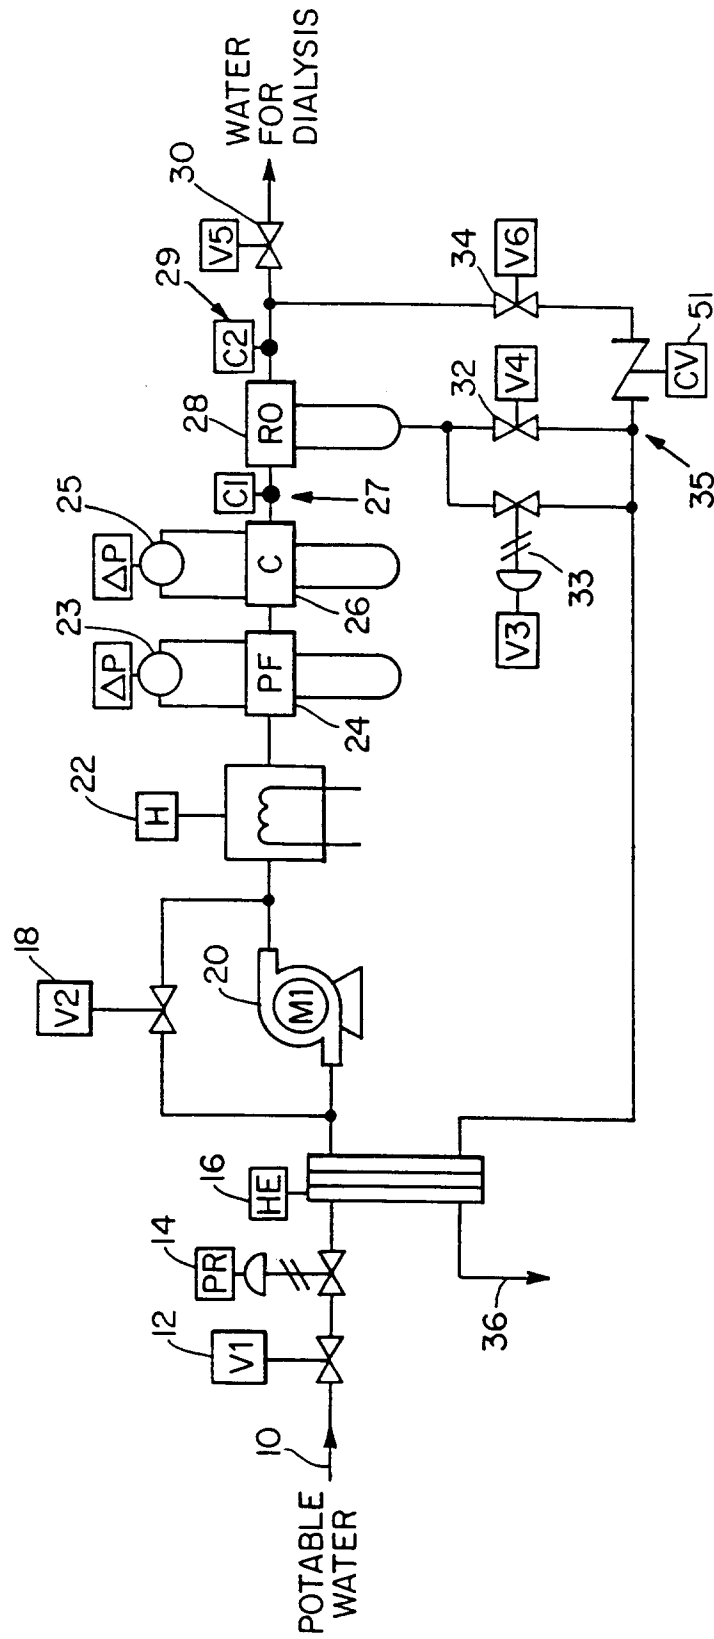 POTABLE
WATER
10
12
V1
14
PR
16
HE
36
18
V2
20
M1
22
H
23
ΔP
24
PF
25
ΔP
26
C
27
C1
28
RO
29
C2
30
V5
WATER
FOR
DIALYSIS
32
V4
33
V3
34
V6
35
51
CV